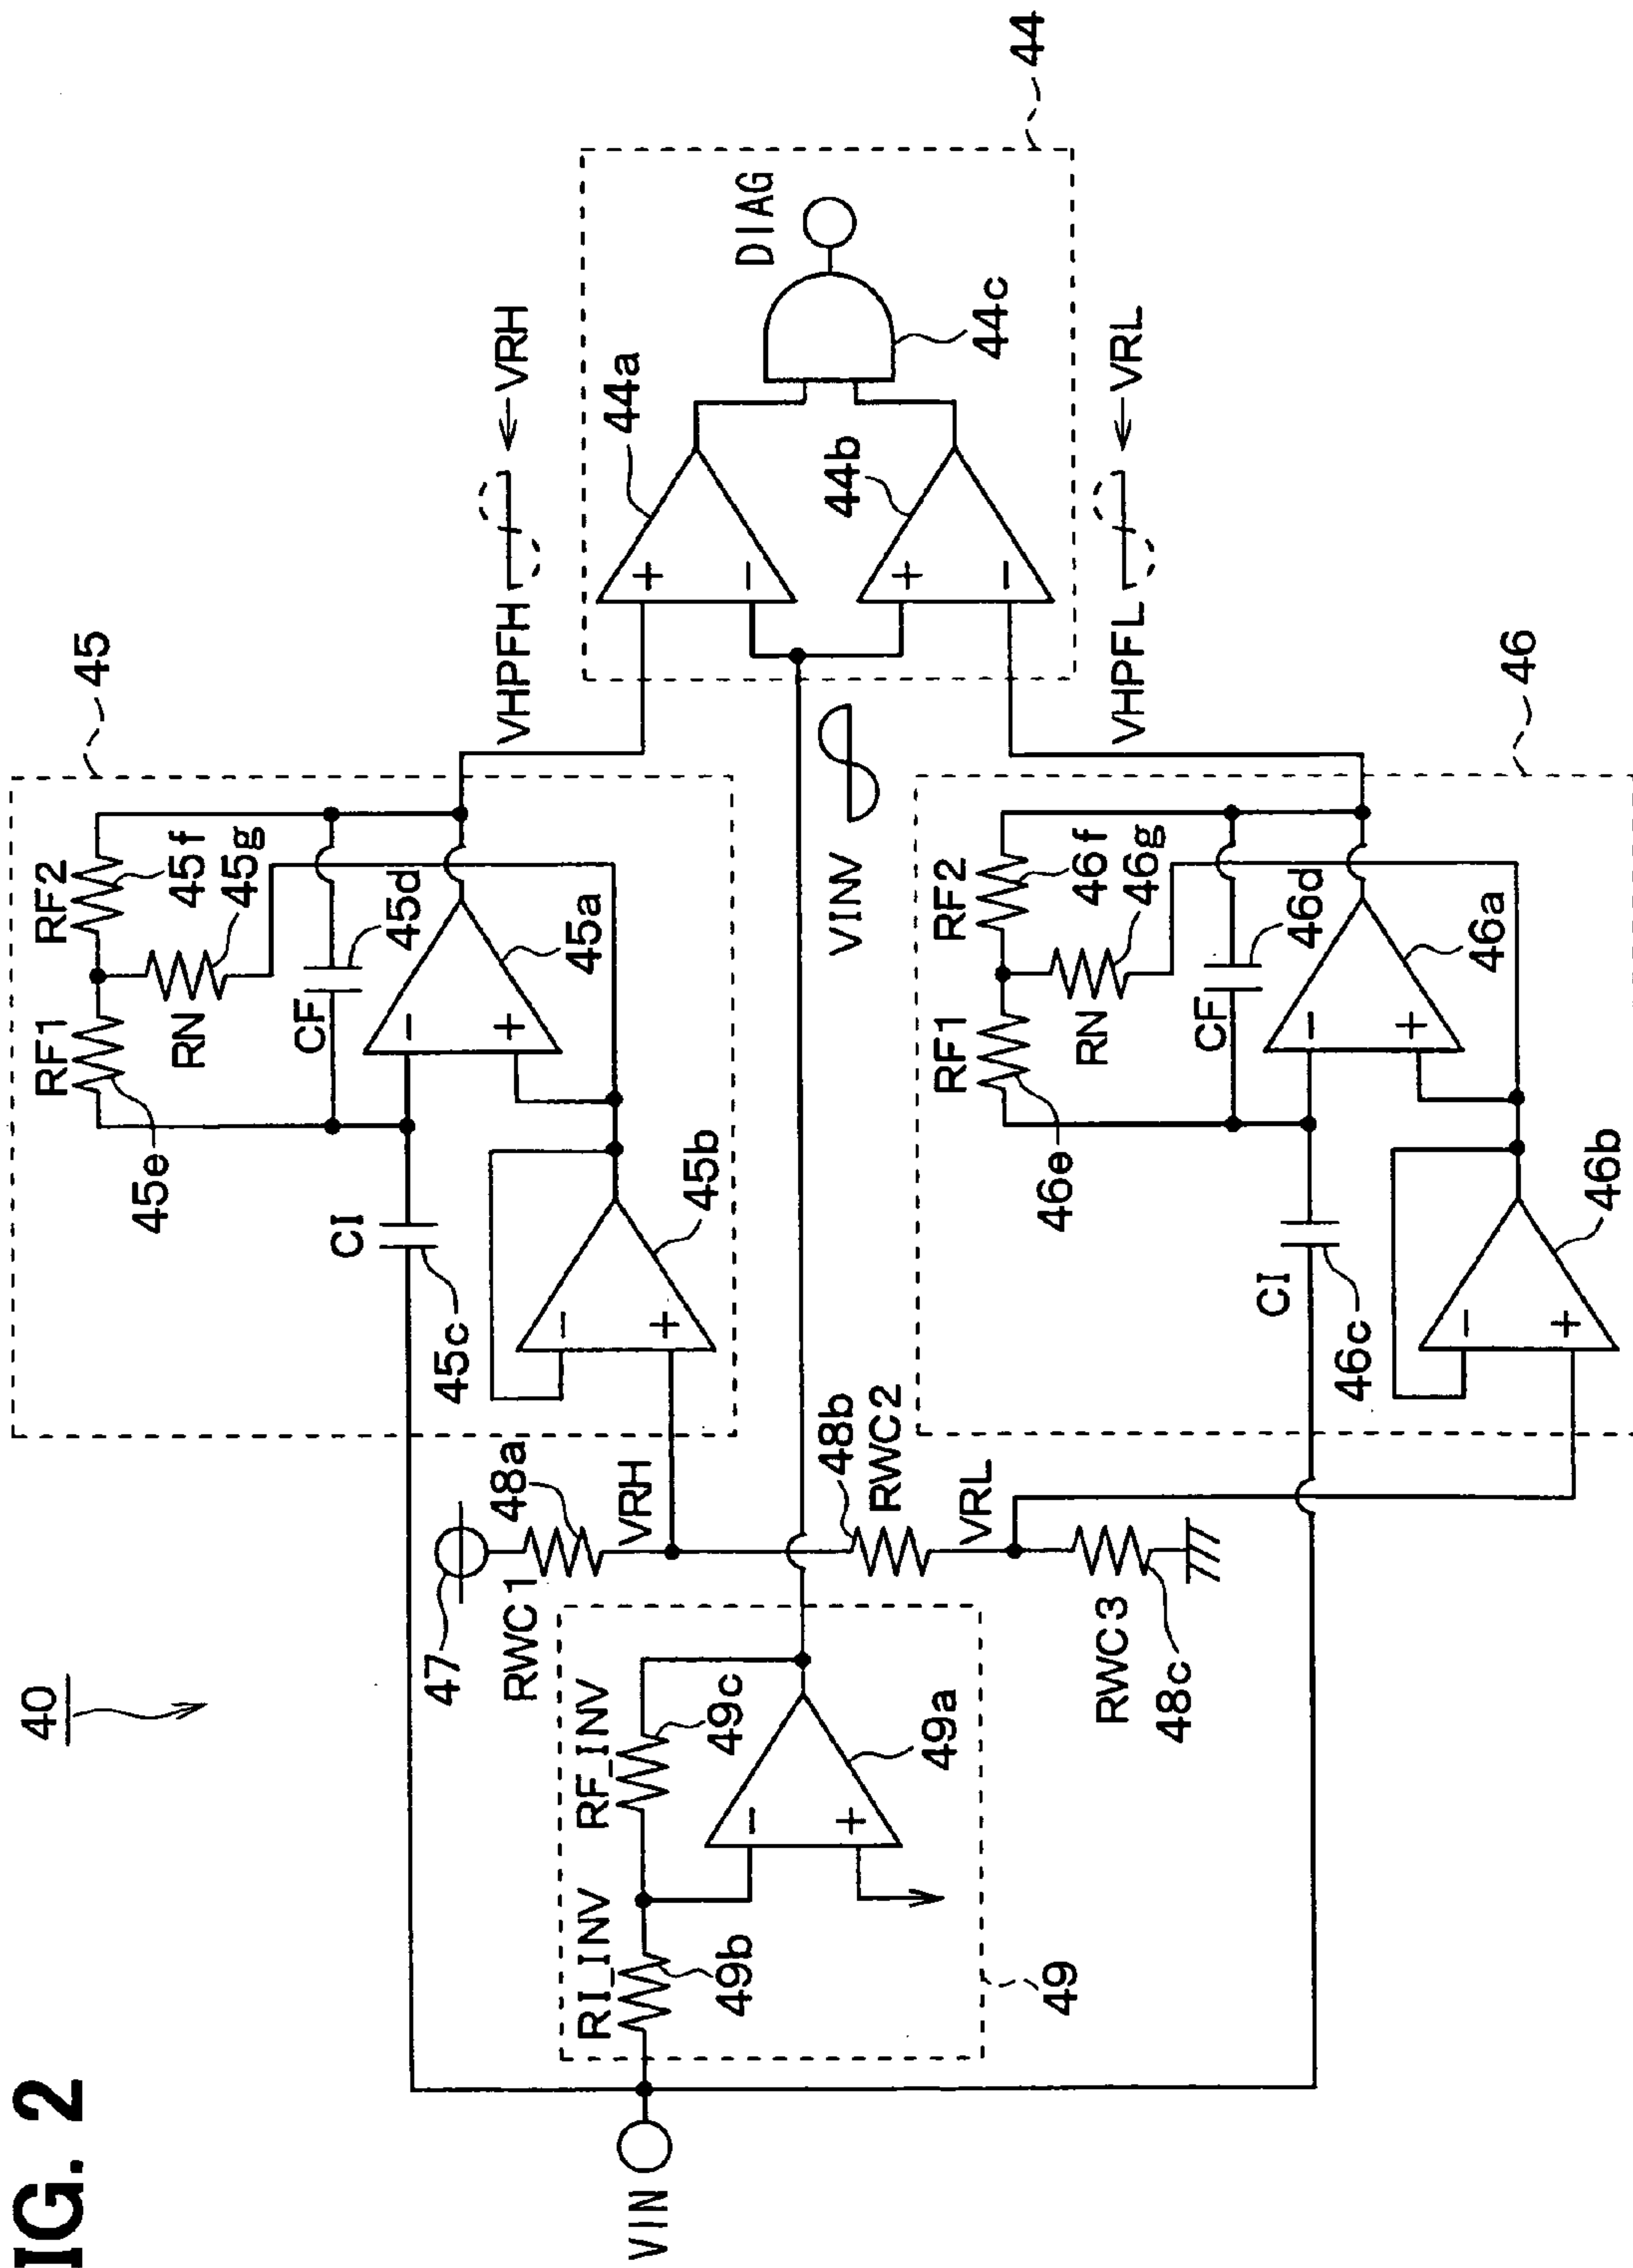 IG. 2
40
45
RF1
RF2
45e
45f
RN
45g
CF
45d
CI
45c
45a
45b
47
48a
RWC1
VRH
48b
RWC2
VRL
RWC3
48c
VIN
RI_INV
49b
RF_INV
49c
49a
49
VINV
VHPFH
VRH
44
44a
44b
44c
DIAG
VHPFL
VRL
46
RF1
RF2
46e
46f
RN
46g
CF
46d
CI
46c
46a
46b